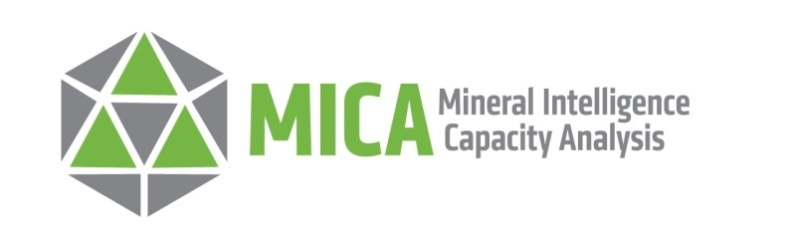 MICA
Mineral Intelligence
Capacity Analysis